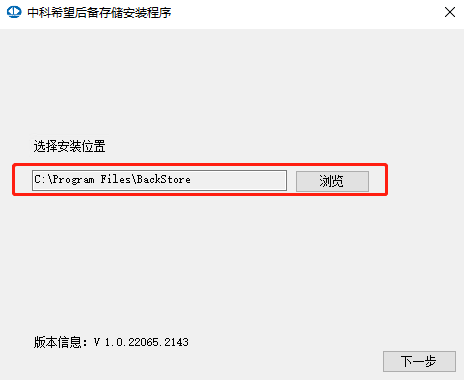 中科希望后备存储安装程序
选择安装位置
C:\Program Files\BackStore
浏览
版本信息：V 1.0.22065.2143
下一步